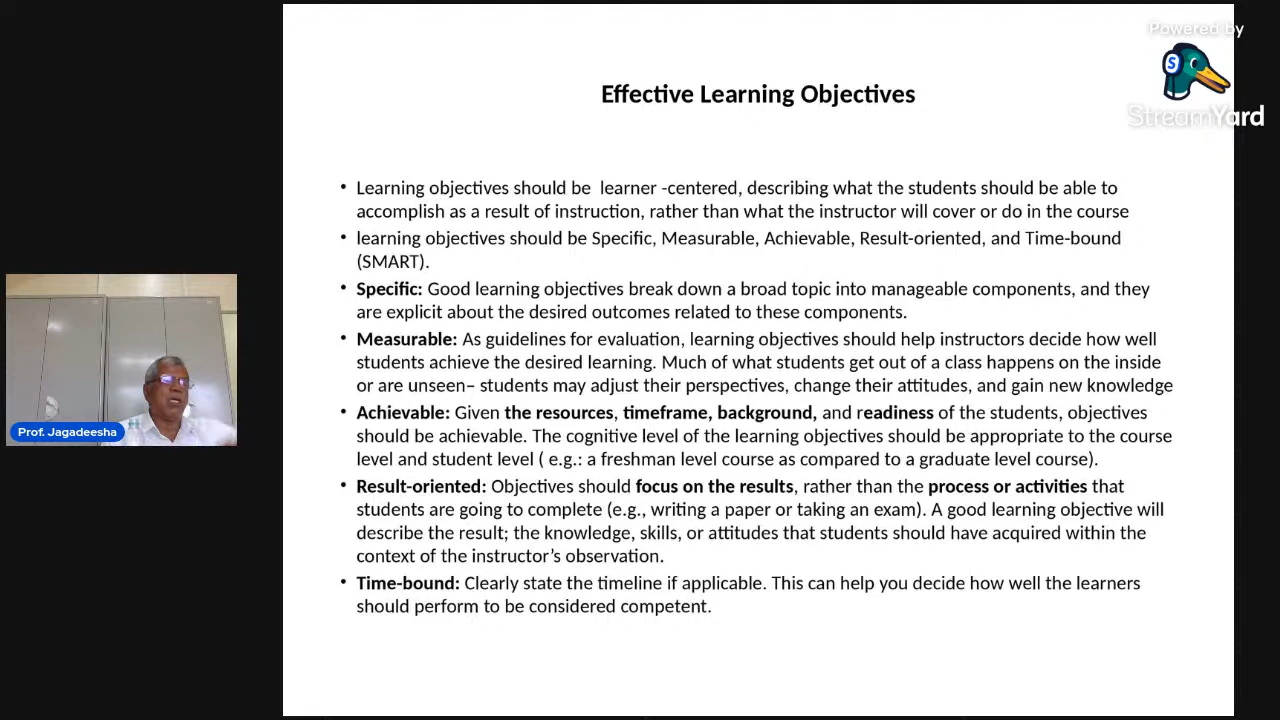 Powered by
S
StreamYard
Effective Learning Objectives
• Learning objectives should be  learner -centered, describing what the students should be able to
accomplish as a result of instruction, rather than what the instructor will cover or do in the course
• learning objectives should be Specific, Measurable, Achievable, Result-oriented, and Time-bound
(SMART).
• Specific: Good learning objectives break down a broad topic into manageable components, and they
are explicit about the desired outcomes related to these components.
• Measurable: As guidelines for evaluation, learning objectives should help instructors decide how well
students achieve the desired learning. Much of what students get out of a class happens on the inside
or are unseen– students may adjust their perspectives, change their attitudes, and gain new knowledge
• Achievable: Given the resources, timeframe, background, and readiness of the students, objectives
should be achievable. The cognitive level of the learning objectives should be appropriate to the course
level and student level ( e.g.: a freshman level course as compared to a graduate level course).
• Result-oriented: Objectives should focus on the results, rather than the process or activities that
students are going to complete (e.g., writing a paper or taking an exam). A good learning objective will
describe the result; the knowledge, skills, or attitudes that students should have acquired within the
context of the instructor’s observation.
• Time-bound: Clearly state the timeline if applicable. This can help you decide how well the learners
should perform to be considered competent.
Prof. Jagadeesha